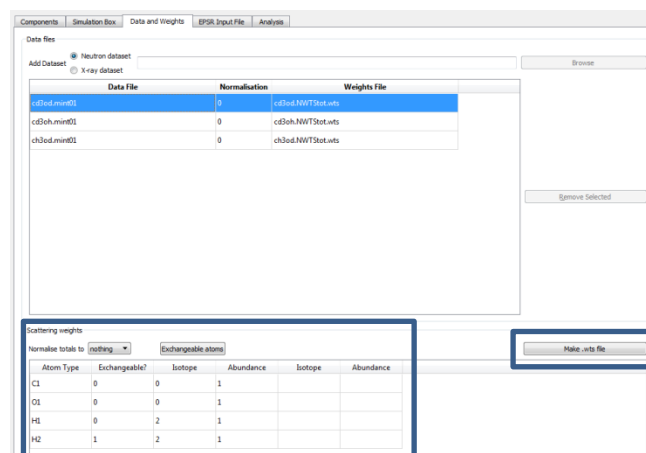 Components Simulation Box Data and Weights EPSR Input File Analysis
Data files
Add Dataset
Neutron dataset
X-ray dataset
Browse
Data File Normalisation Weights File
cd3od.mint01 0 cd3od.NWTStot.wts
cd3oh.mint01 0 cd3oh.NWTStot.wts
ch3od.mint01 0 ch3od.NWTStot.wts
Remove Selected
Scattering weights
Normalise totals to nothing Exchangeable atoms Make .wts file
Atom Type Exchangeable? Isotope Abundance Isotope Abundance
C1 0 0 1
O1 0 0 1
H1 0 2 1
H2 1 2 1